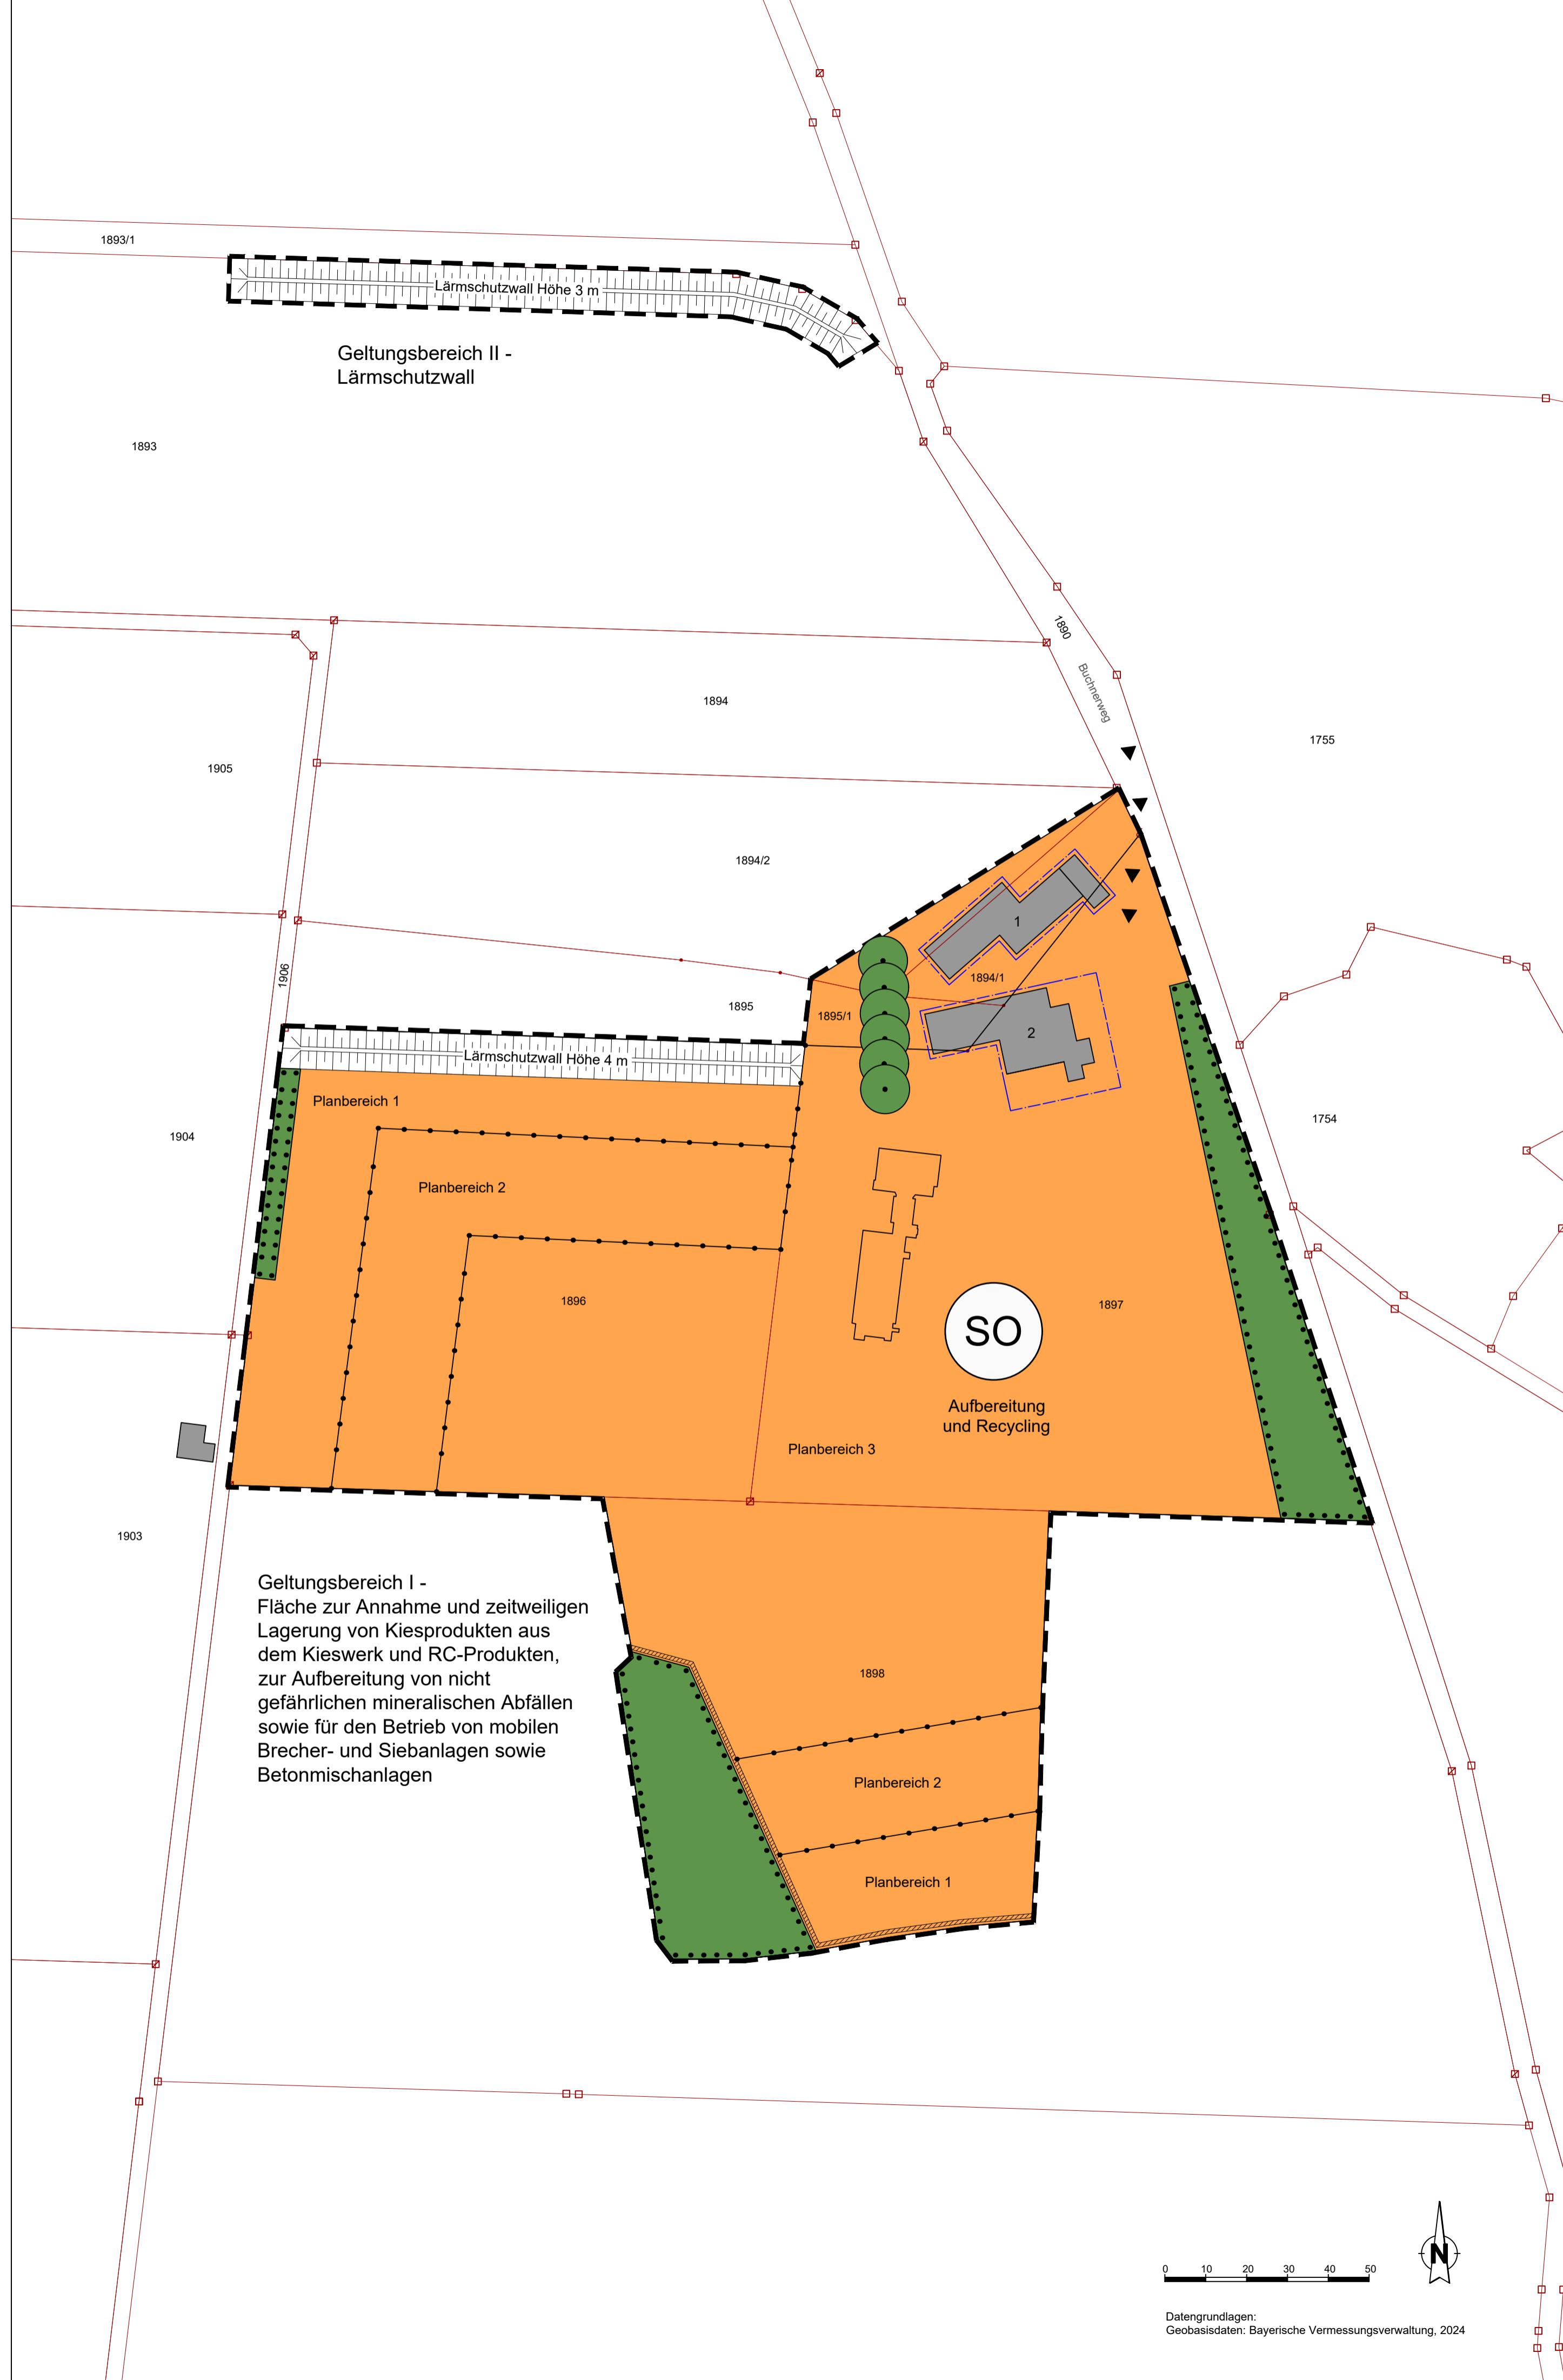 1893/1
Lärmschutzwall Höhe 3 m
Geltungsbereich II -
Lärmschutzwall
1893
1890
Buchnerweg
1894
1755
1905
1894/2
1
1906
1894/1
1895
1895/1
2
Lärmschutzwall Höhe 4 m
Planbereich 1
1904
1754
Planbereich 2
1896
1897
SO
Aufbereitung
und Recycling
Planbereich 3
1903
Geltungsbereich I -
Fläche zur Annahme und zeitweiligen
Lagerung von Kiesprodukten aus
dem Kieswerk und RC-Produkten,
zur Aufbereitung von nicht
gefährlichen mineralischen Abfällen
sowie für den Betrieb von mobilen
Brecher- und Siebanlagen sowie
Betonmischanlagen
1898
Planbereich 2
Planbereich 1
N
0 10 20 30 40 50
Datengrundlagen:
Geobasisdaten: Bayerische Vermessungsverwaltung, 2024